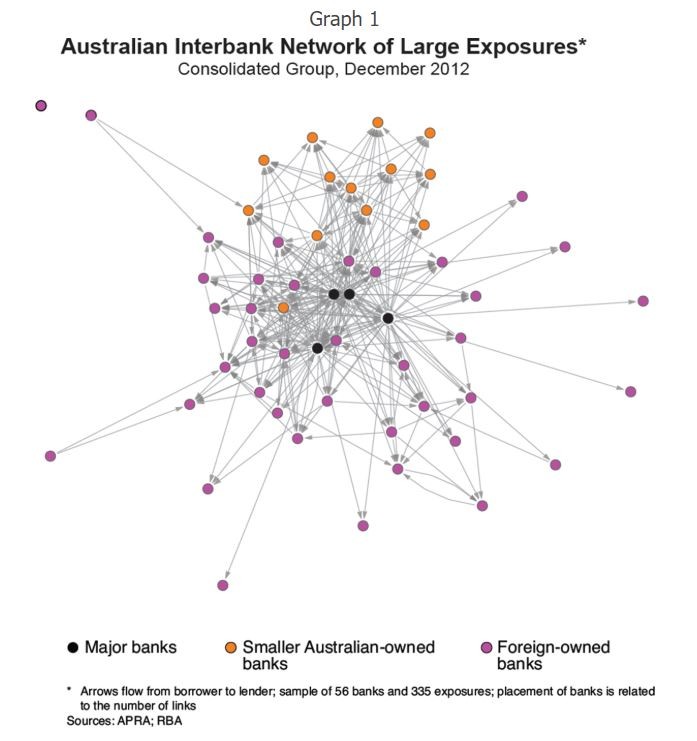 Graph 1
Australian Interbank Network of Large Exposures*
Consolidated Group, December 2012
Major banks
Smaller Australian-owned
banks
Foreign-owned
banks
* Arrows flow from borrower to lender; sample of 56 banks and 335 exposures; placement of banks is related
to the number of links
Sources: APRA; RBA